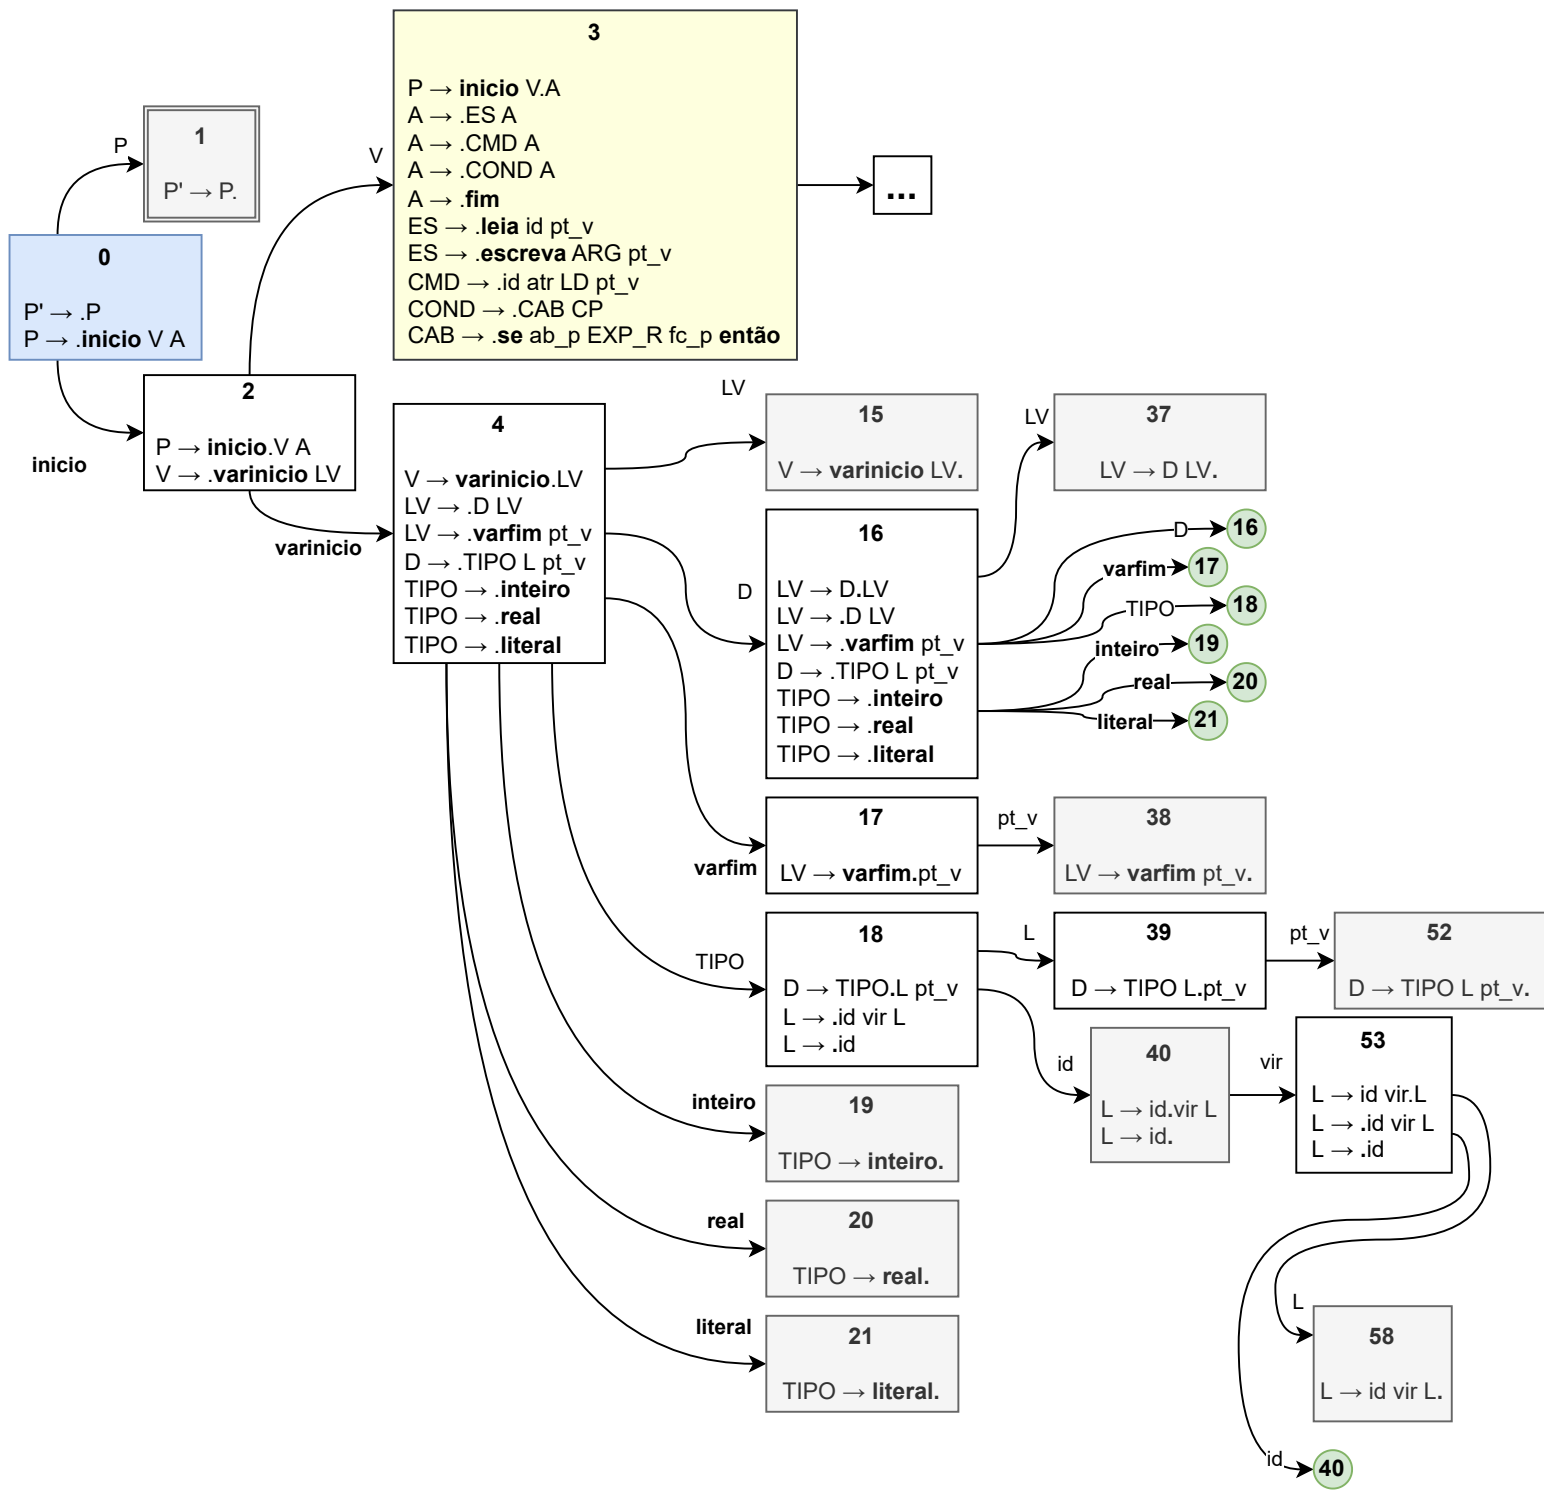 3
P → inicio V.A
A → .ES A
A → .CMD A
A → .COND A
A → .fim
ES → .leia id pt_v
ES → .escreva ARG pt_v
CMD → .id atr LD pt_v
COND → .CAB CP
CAB → .se ab_p EXP_R fc_p então
...
P
1
P' → P.
V
0
P' → .P
P → .inicio V A
inicio
2
P → inicio.V A
V → .varinicio LV
varinicio
4
V → varinicio.LV
LV → .D LV
LV → .varfim pt_v
D → .TIPO L pt_v
TIPO → .inteiro
TIPO → .real
TIPO → .literal
LV
15
V → varinicio LV.
LV
37
LV → D LV.
D
16
LV → D.LV
LV → .D LV
LV → .varfim pt_v
D → .TIPO L pt_v
TIPO → .inteiro
TIPO → .real
TIPO → .literal
D 16
varfim 17
TIPO 18
inteiro 19
real 20
literal 21
varfim
17
LV → varfim.pt_v
pt_v
38
LV → varfim pt_v.
TIPO
18
D → TIPO.L pt_v
L → .id vir L
L → .id
L
39
D → TIPO L.pt_v
pt_v
52
D → TIPO L pt_v.
id
40
L → id.vir L
L → id.
vir
53
L → id vir.L
L → .id vir L
L → .id
inteiro
19
TIPO → inteiro.
real
20
TIPO → real.
literal
21
TIPO → literal.
L
58
L → id vir L.
id 40